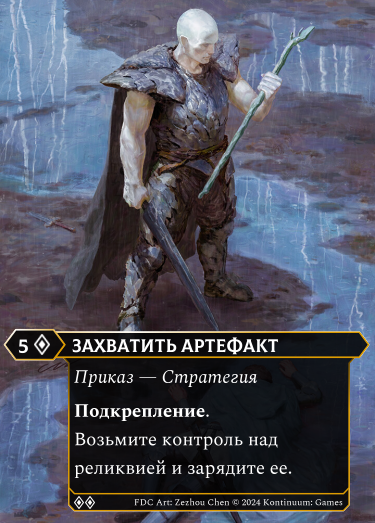 5 ЗАХВАТИТЬ АРТЕФАКТ
Приказ — Стратегия
Подкрепление.
Возьмите контроль над
реликвией и зарядите ее.
FDC Art: Zezhou Chen © 2024 Kontinuum: Games